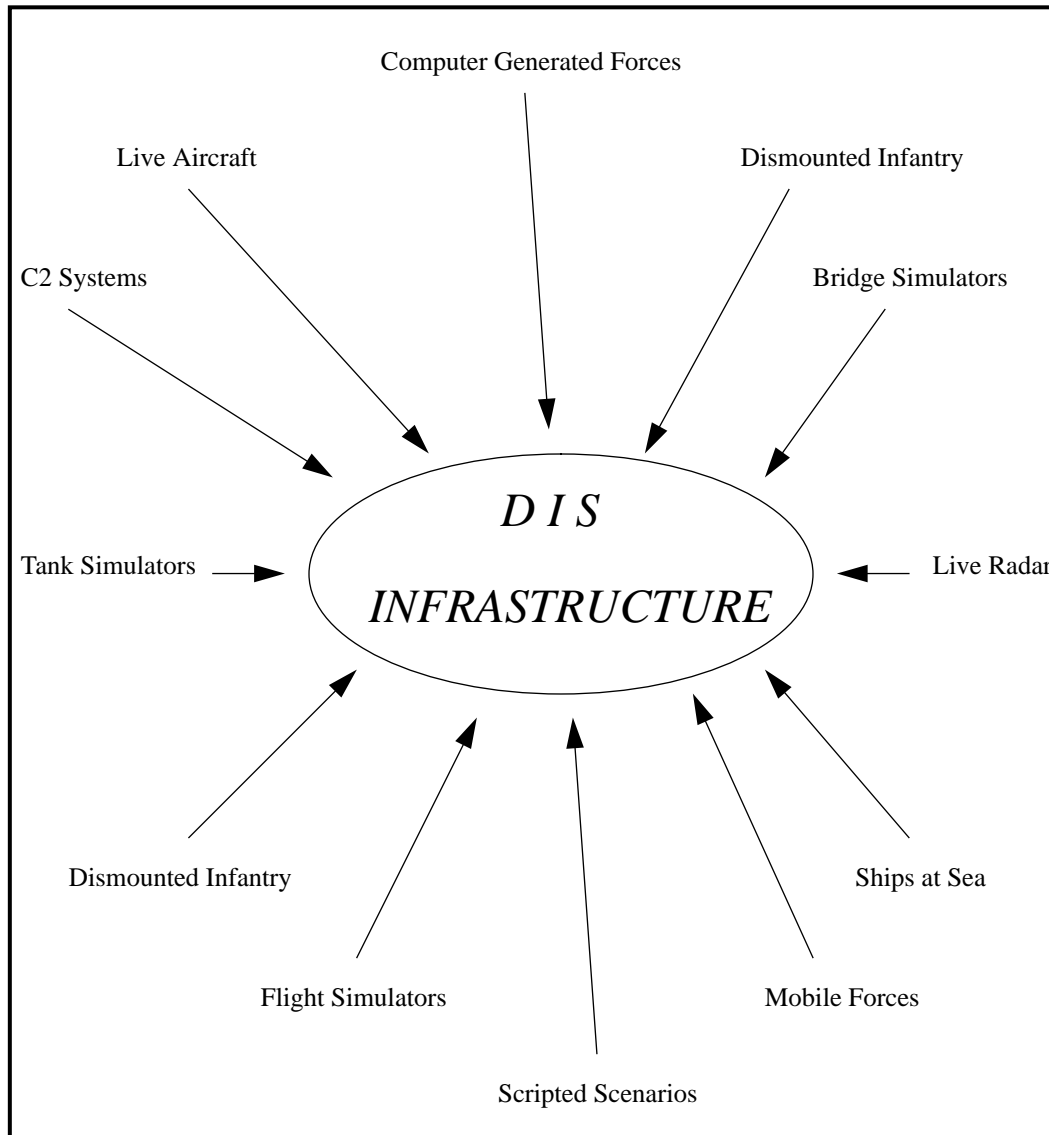 Computer Generated Forces
Live Aircraft
Dismounted Infantry
C2 Systems
Bridge Simulators
D I S
INFRASTRUCTURE
Tank Simulators
Live Radar
Dismounted Infantry
Ships at Sea
Flight Simulators
Mobile Forces
Scripted Scenarios